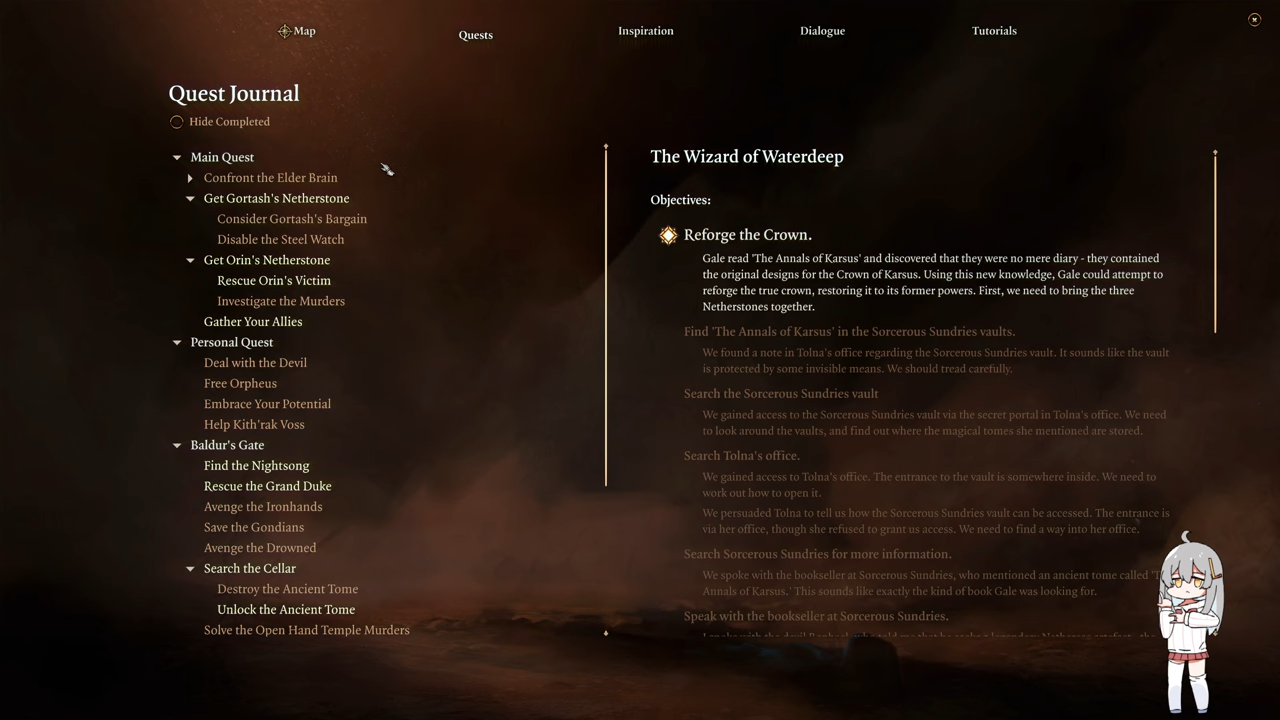 Map
Quests
Inspiration
Dialogue
Tutorials
Quest Journal
Hide Completed
Main Quest
Confront the Elder Brain
Get Gortash's Netherstone
Consider Gortash's Bargain
Disable the Steel Watch
Get Orin's Netherstone
Rescue Orin's Victim
Investigate the Murders
Gather Your Allies
Personal Quest
Deal with the Devil
Free Orpheus
Embrace Your Potential
Help Kith'rak Voss
Baldur's Gate
Find the Nightsong
Rescue the Grand Duke
Avenge the Ironhands
Save the Gondians
Avenge the Drowned
Search the Cellar
Destroy the Ancient Tome
Unlock the Ancient Tome
Solve the Open Hand Temple Murders
The Wizard of Waterdeep
Objectives:
Reforge the Crown.
Gale read 'The Annals of Karsus' and discovered that they were no mere diary - they contained
the original designs for the Crown of Karsus. Using this new knowledge, Gale could attempt to
reforge the true crown, restoring it to its former powers. First, we need to bring the three
Netherstones together.
Find 'The Annals of Karsus' in the Sorcerous Sundries vaults.
We found a note in Tolna's office regarding the Sorcerous Sundries vault. It sounds like the vault
is protected by some invisible means. We should tread carefully.
Search the Sorcerous Sundries vault
We gained access to the Sorcerous Sundries vault via the secret portal in Tolna's office. We need
to look around the vaults, and find out where the magical tomes she mentioned are stored.
Search Tolna's office.
We gained access to Tolna's office. The entrance to the vault is somewhere inside. We need to
work out how to open it.
We persuaded Tolna to tell us how the Sorcerous Sundries vault can be accessed. The entrance is
via her office, though she refused to grant us access. We need to find a way into her office.
Search Sorcerous Sundries for more information.
We spoke with the bookseller at Sorcerous Sundries, who mentioned an ancient tome called
Annals of Karsus.' This sounds like exactly the kind of book Gale was looking for.
Speak with the bookseller at Sorcerous Sundries.